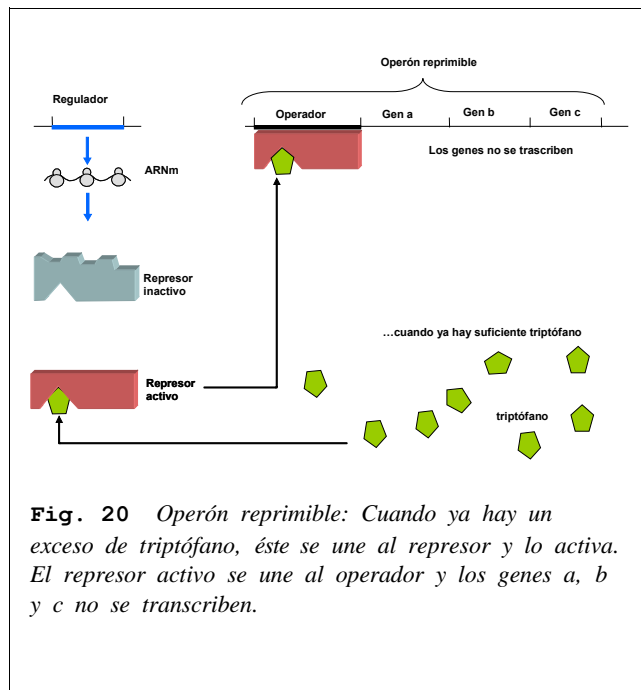 Operón reprimible
Regulador
Operador
Gen a
Gen b
Gen c
Los genes no se trascriben
ARNm
Represor
inactivo
...cuando ya hay suficiente triptófano
Represor
activo
triptófano
Fig. 20 Operón reprimible: Cuando ya hay un
exceso de triptófano, éste se une al represor y lo activa.
El represor activo se une al operador y los genes a, b
y c no se transcriben.